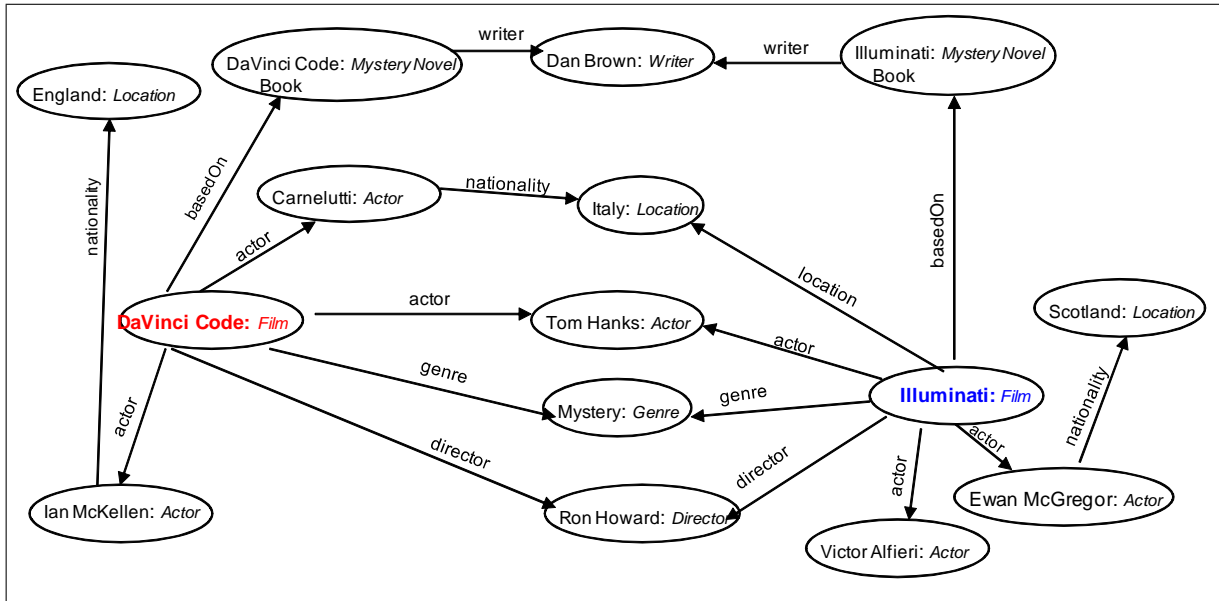 writer
writer
DaVinci Code: Mystery Novel
Book
Dan Brown: Writer
Illuminati: Mystery Novel
Book
England: Location
nationality
basedOn
Carnelutti: Actor
nationality
Italy: Location
basedOn
actor
location
Scotland: Location
DaVinci Code: Film
actor
Tom Hanks: Actor
actor
genre
Mystery: Genre
genre
Illuminati: Film
nationality
actor
director
director
actor
actor
Ian McKellen: Actor
Ron Howard: Director
Ewan McGregor: Actor
Victor Alfieri: Actor